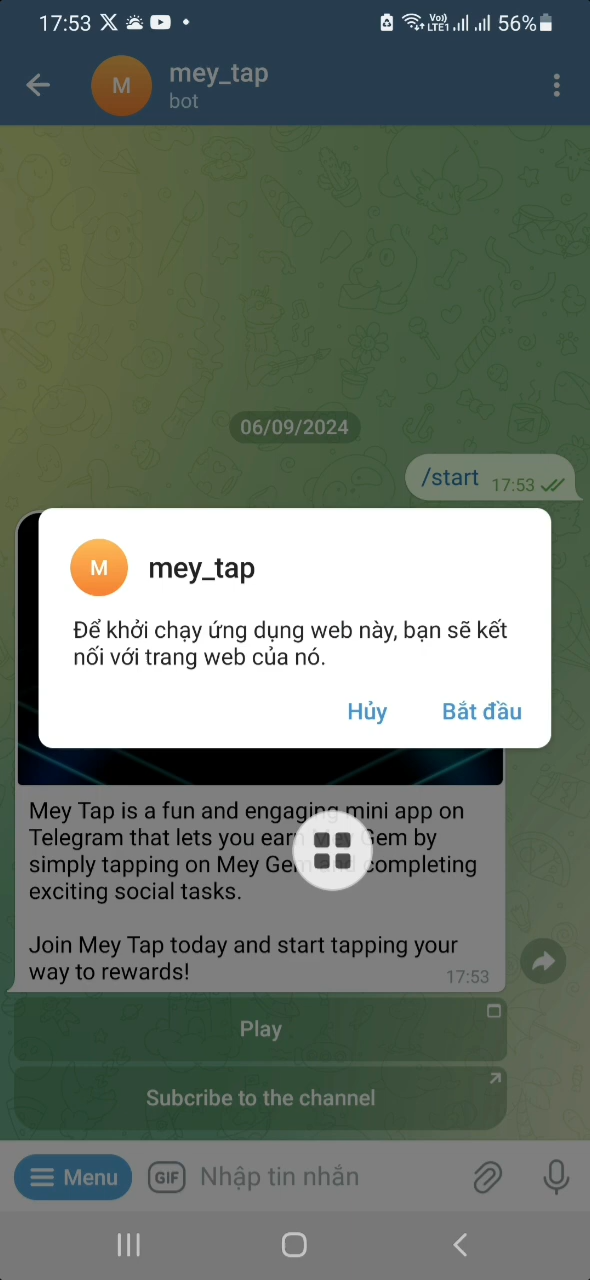 17:53
Vo))
LTE1
56%
M
mey_tap
bot
06/09/2024
/start 17:53
M
mey_tap
Để khởi chạy ứng dụng web này, bạn sẽ kết
nối với trang web của nó.
Hủy Bắt đầu
Mey Tap is a fun and engaging mini app on
Telegram that lets you earn Mey Gem by
simply tapping on Mey Gem and completing
exciting social tasks.
Join Mey Tap today and start tapping your
way to rewards!
17:53
Play
Subcribe to the channel
Menu
GIF
Nhập tin nhắn